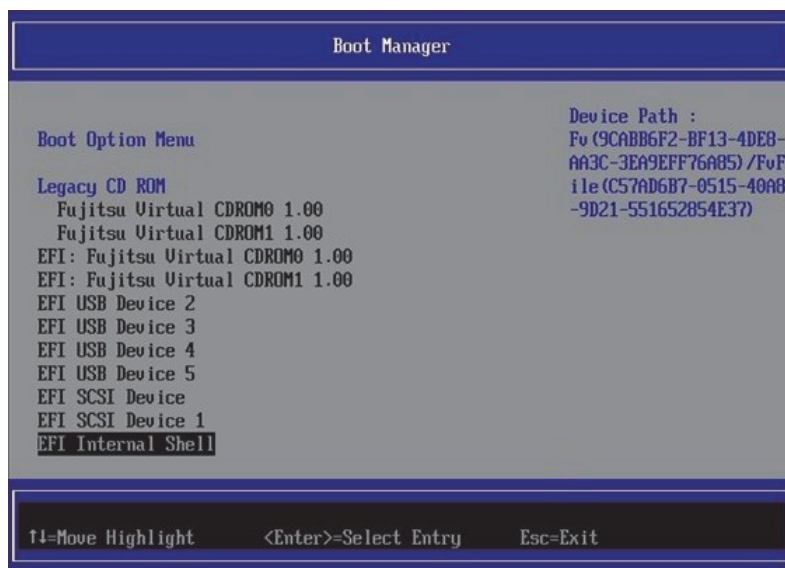 Boot Manager
Boot Option Menu
Legacy CD ROM
Fujitsu Virtual CDROM0 1.00
Fujitsu Virtual CDROM1 1.00
EFI: Fujitsu Virtual CDROM0 1.00
EFI: Fujitsu Virtual CDROM1 1.00
EFI USB Device 2
EFI USB Device 3
EFI USB Device 4
EFI USB Device 5
EFI SCSI Device
EFI SCSI Device 1
EFI Internal Shell
Device Path :
Fv(9CABB6F2-BF13-4DE8-
AA3C-3EA9EFF76A85)/FvF
ile(C57AD6B7-0515-40A8
-9D21-551652854E37)
↑↓=Move Highlight <Enter>=Select Entry Esc=Exit